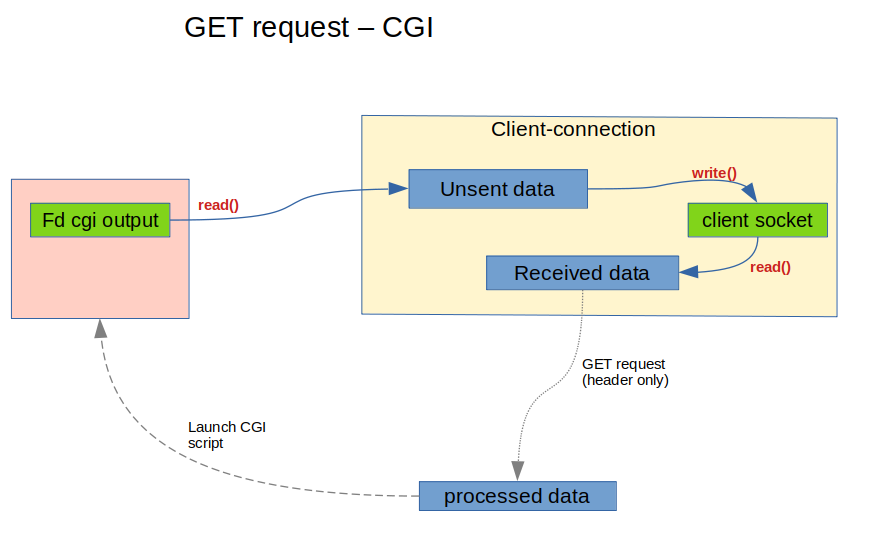 GET request – CGI
Client-connection
Unsent data
write()
read()
Fd cgi output
client socket
Received data
read()
GET request
(header only)
Launch CGI
script
processed data